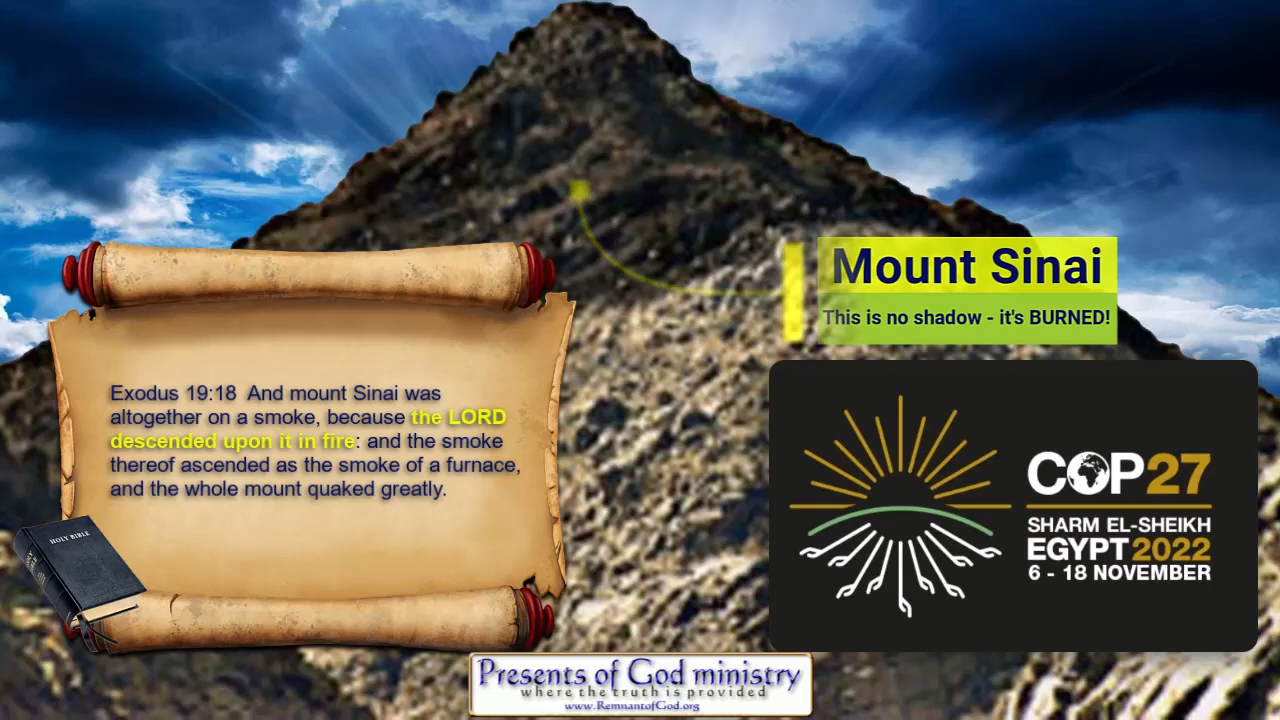 Mount Sinai
This is no shadow - it's BURNED!
Exodus 19:18 And mount Sinai was
altogether on a smoke, because the LORD
descended upon it in fire: and the smoke
thereof ascended as the smoke of a furnace,
and the whole mount quaked greatly.
HOLY BIBLE
COP27
SHARM EL-SHEIKH
EGYPT 2022
6 - 18 NOVEMBER
Presents of God ministry
where the truth is provided
www.RemnantofGod.org